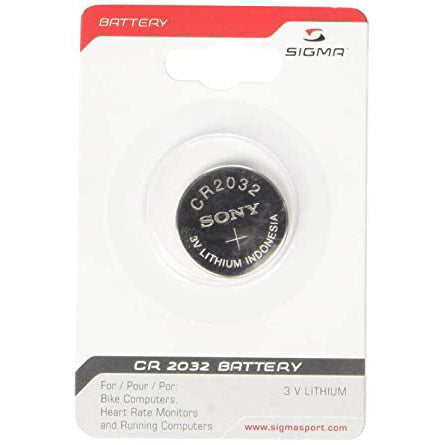 BATTERY
SIGMA
CR2032
SONY
+
3V LITHIUM INDONESIA
CR 2032 BATTERY
For / Pour / Por:
Bike Computers,
Heart Rate Monitors
and Running Computers
3 V LITHIUM
www.sigmasport.com